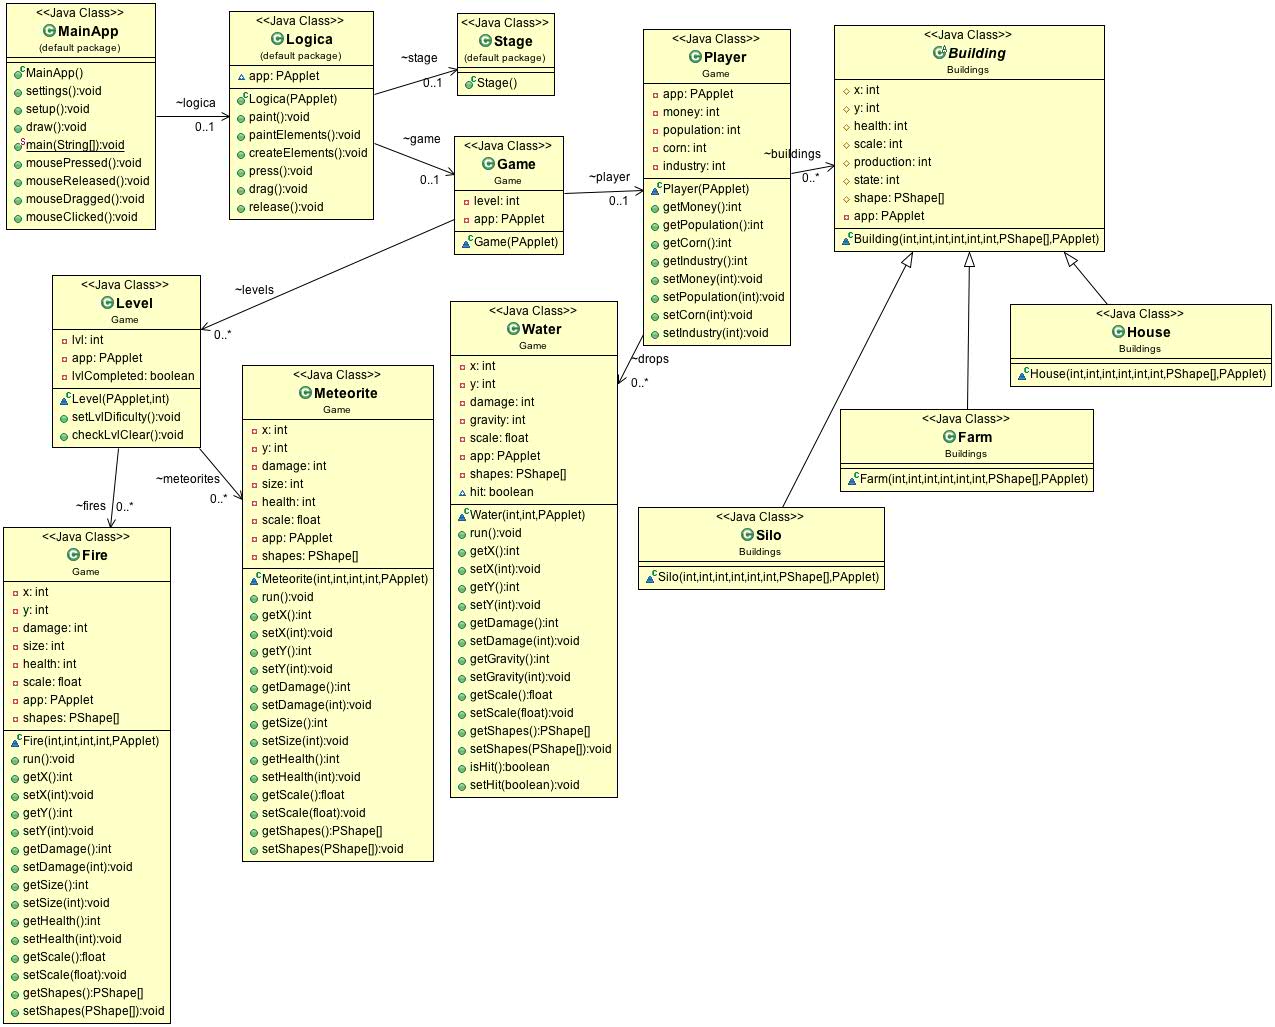 <<Java Class>>
MainApp
(default package)
MainApp()
settings():void
setup():void
draw():void
main(String[]):void
mousePressed():void
mouseReleased():void
mouseDragged():void
mouseClicked():void
~logica
0..1
<<Java Class>>
Logica
(default package)
app: PApplet
Logica(PApplet)
paint():void
paintElements():void
createElements():void
press():void
drag():void
release():void
~stage
0..1
<<Java Class>>
Stage
(default package)
Stage()
~game
0..1
<<Java Class>>
Game
Game
level: int
app: PApplet
Game(PApplet)
~player
0..1
<<Java Class>>
Player
Game
app: PApplet
money: int
population: int
corn: int
industry: int
Player(PApplet)
getMoney():int
getPopulation():int
getCorn():int
getIndustry():int
setMoney(int):void
setPopulation(int):void
setCorn(int):void
setIndustry(int):void
~buildings
0..*
<<Java Class>>
Building
Buildings
x: int
y: int
health: int
scale: int
production: int
state: int
shape: PShape[]
app: PApplet
Building(int,int,int,int,int,int,PShape[],PApplet)
~levels
0..*
<<Java Class>>
Level
Game
lvl: int
app: PApplet
lvlCompleted: boolean
Level(PApplet,int)
setLvlDificulty():void
checkLvlClear():void
~fires
0..*
~meteorites
0..*
<<Java Class>>
Fire
Game
x: int
y: int
damage: int
size: int
health: int
scale: float
app: PApplet
shapes: PShape[]
Fire(int,int,int,int,PApplet)
run():void
getX():int
setX(int):void
getY():int
setY(int):void
getDamage():int
setDamage(int):void
getSize():int
setSize(int):void
getHealth():int
setHealth(int):void
getScale():float
setScale(float):void
getShapes():PShape[]
setShapes(PShape[]):void
<<Java Class>>
Meteorite
Game
x: int
y: int
damage: int
size: int
health: int
scale: float
app: PApplet
shapes: PShape[]
Meteorite(int,int,int,int,PApplet)
run():void
getX():int
setX(int):void
getY():int
setY(int):void
getDamage():int
setDamage(int):void
getSize():int
setSize(int):void
getHealth():int
setHealth(int):void
getScale():float
setScale(float):void
getShapes():PShape[]
setShapes(PShape[]):void
<<Java Class>>
Water
Game
x: int
y: int
damage: int
gravity: int
scale: float
app: PApplet
shapes: PShape[]
hit: boolean
Water(int,int,PApplet)
run():void
getX():int
setX(int):void
getY():int
setY(int):void
getDamage():int
setDamage(int):void
getGravity():int
setGravity(int):void
getScale():float
setScale(float):void
getShapes():PShape[]
setShapes(PShape[]):void
isHit():boolean
setHit(boolean):void
~drops
0..*
<<Java Class>>
House
Buildings
House(int,int,int,int,int,int,PShape[],PApplet)
<<Java Class>>
Farm
Buildings
Farm(int,int,int,int,int,int,PShape[],PApplet)
<<Java Class>>
Silo
Buildings
Silo(int,int,int,int,int,int,PShape[],PApplet)